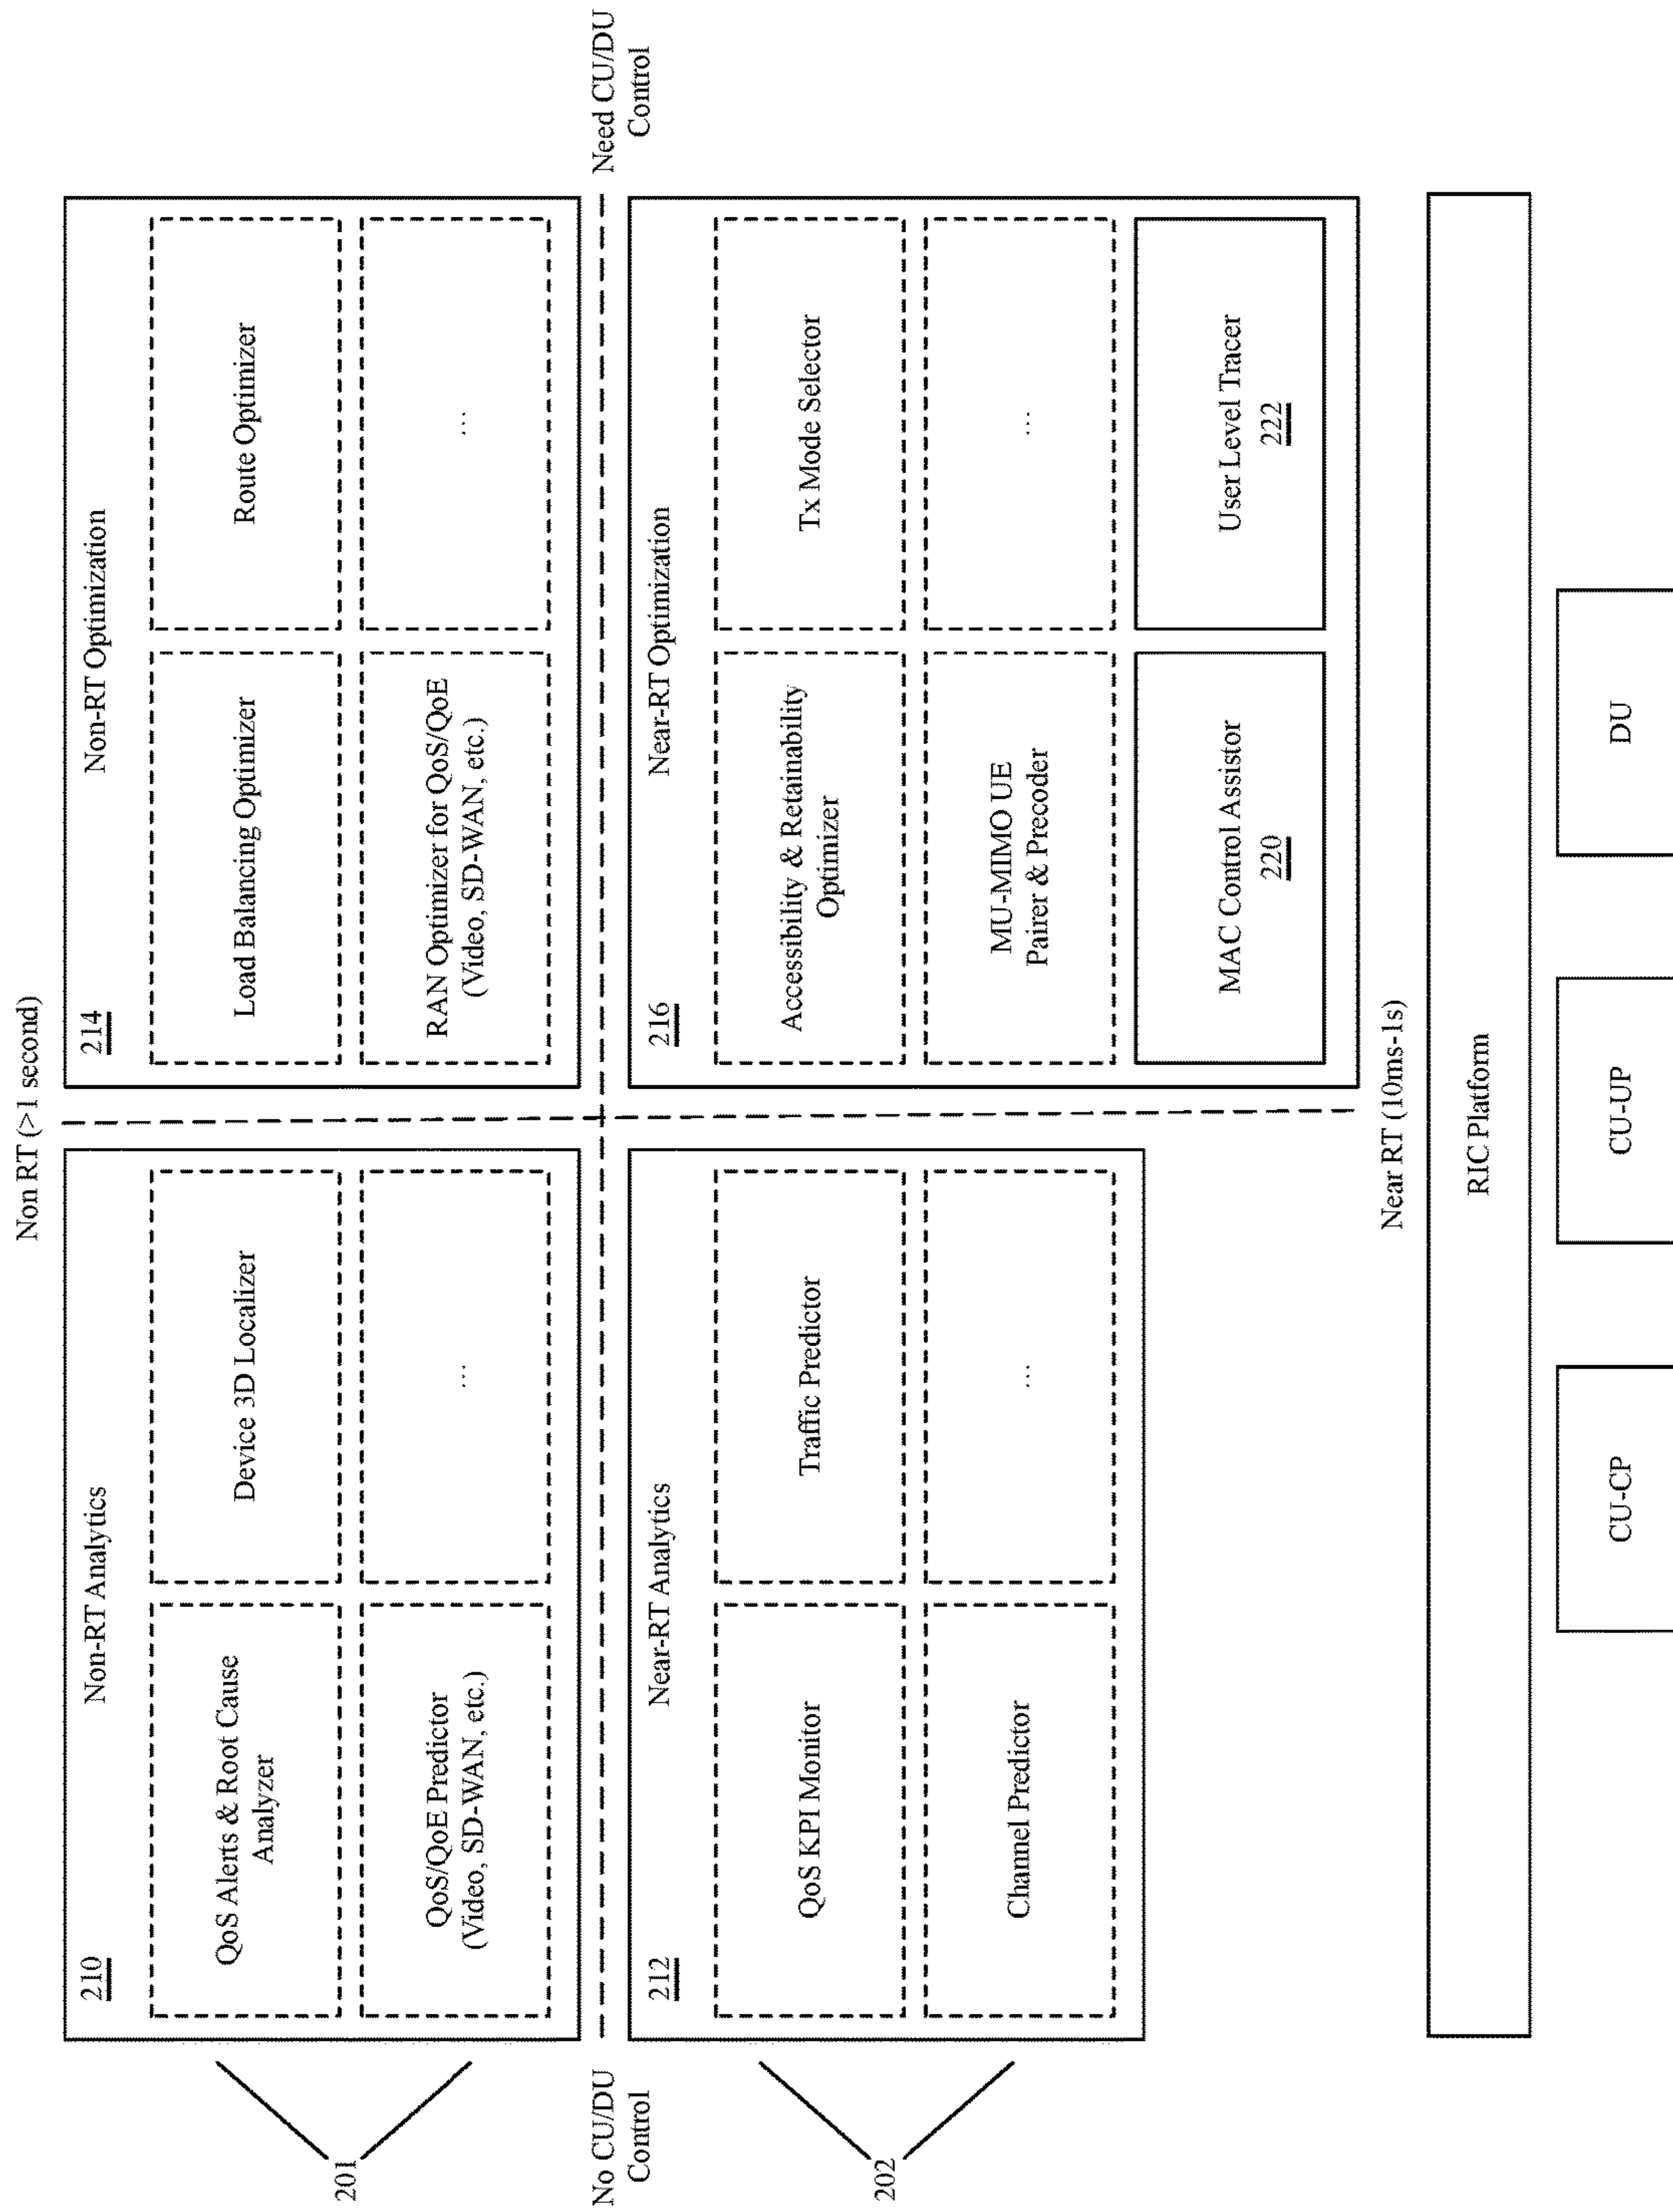 Non RT (>1 second)
210
Non-RT Analytics
QoS Alerts & Root Cause
Analyzer
Device 3D Localizer
QoS/QoE Predictor
(Video, SD-WAN, etc.)
...
201
214
Non-RT Optimization
Load Balancing Optimizer
Route Optimizer
RAN Optimizer for QoS/QoE
(Video, SD-WAN, etc.)
...
No CU/DU
Control
Need CU/DU
Control
212
Near-RT Analytics
QoS KPI Monitor
Traffic Predictor
Channel Predictor
...
202
216
Near-RT Optimization
Accessibility & Retainability
Optimizer
Tx Mode Selector
MU-MIMO UE
Pairer & Precoder
...
MAC Control Assistor
220
User Level Tracer
222
Near RT (10ms-1s)
RIC Platform
CU-CP
CU-UP
DU